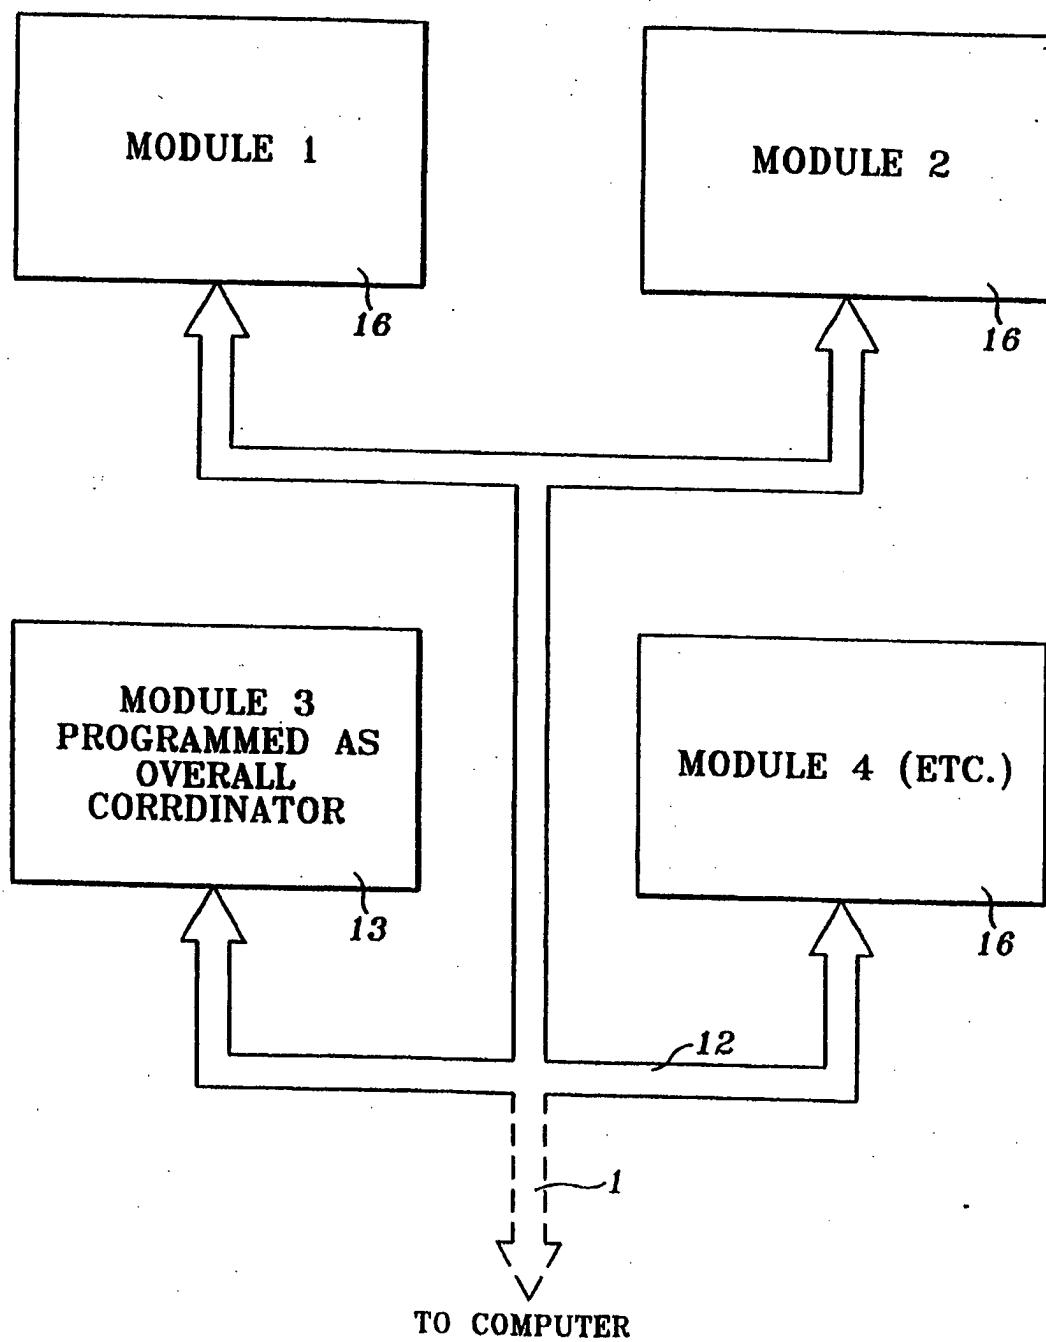 MODULE 1
MODULE 2
16
16
MODULE 3
PROGRAMMED AS
OVERALL
CORRDINATOR
MODULE 4 (ETC.)
13
16
12
1
TO COMPUTER